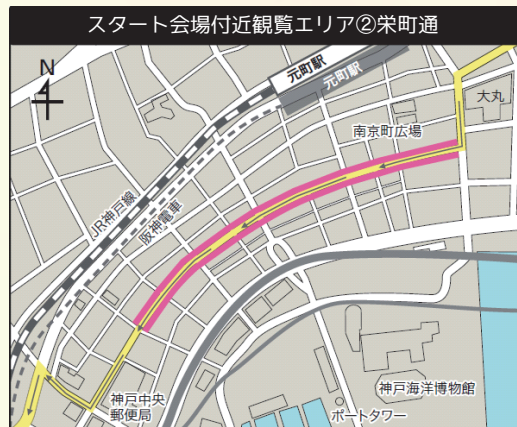 スタート会場付近観覧エリア②栄町通
N
元町駅
元町駅
大丸
南京町広場
JR神戸線
阪神電車
神戸中央
郵便局
神戸海洋博物館
ポートタワー